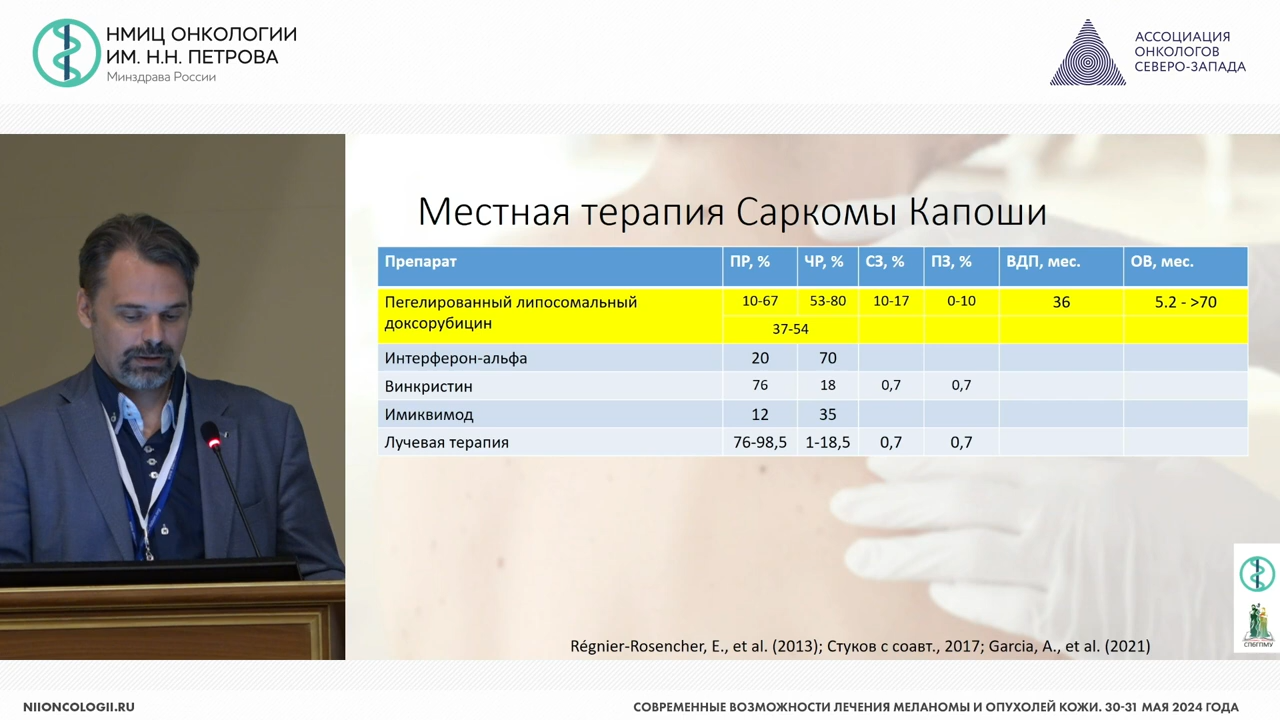 НМИЦ ОНКОЛОГИИ
ИМ. Н.Н. ПЕТРОВА
Минздрава России
АССОЦИАЦИЯ
ОНКОЛОГОВ
СЕВЕРО-ЗАПАДА
Местная терапия Саркомы Капоши
Препарат ПР, % ЧР, % СЗ, % ПЗ, % ВДП, мес. ОВ, мес.
Пегелированный липосомальный доксорубицин 10-67 53-80 10-17 0-10 36 5.2 - >70
37-54
Интерферон-альфа 20 70
Винкристин 76 18 0,7 0,7
Имиквимод 12 35
Лучевая терапия 76-98,5 1-18,5 0,7 0,7
Régnier-Rosencher, E., et al. (2013); Стуков с соавт., 2017; Garcia, A., et al. (2021)
СПбГПМУ
NIIONCOLOGII.RU
СОВРЕМЕННЫЕ ВОЗМОЖНОСТИ ЛЕЧЕНИЯ МЕЛАНОМЫ И ОПУХОЛЕЙ КОЖИ. 30-31 МАЯ 2024 ГОДА